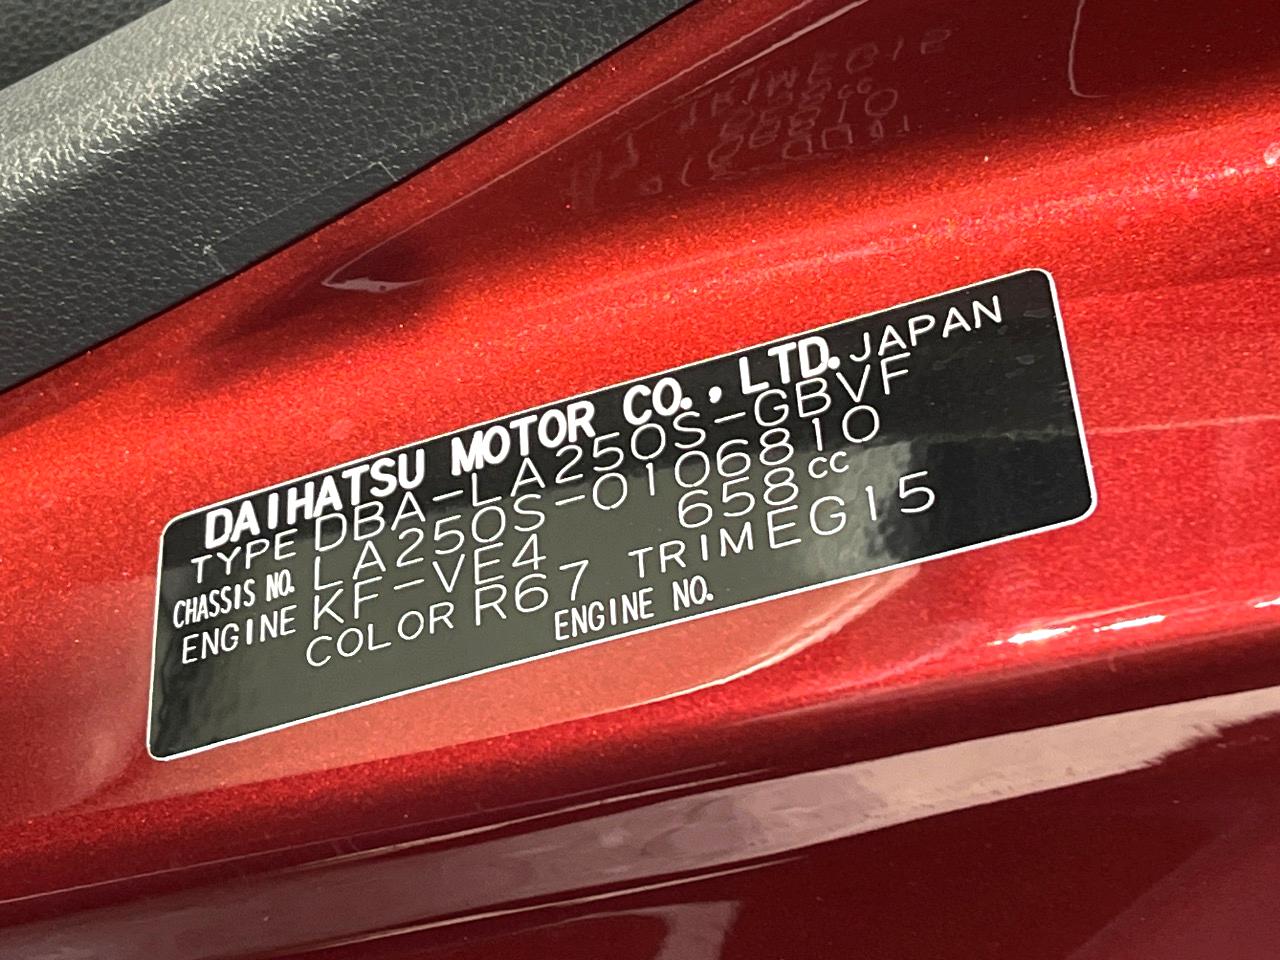 DAIHATSU MOTOR CO., LTD. JAPAN
TYPE DBA-LA250S-GBVF
CHASSIS NO. LA250S-0106810
ENGINE KF-VE4 658cc
COLOR R67 TRIM EG15
ENGINE NO.